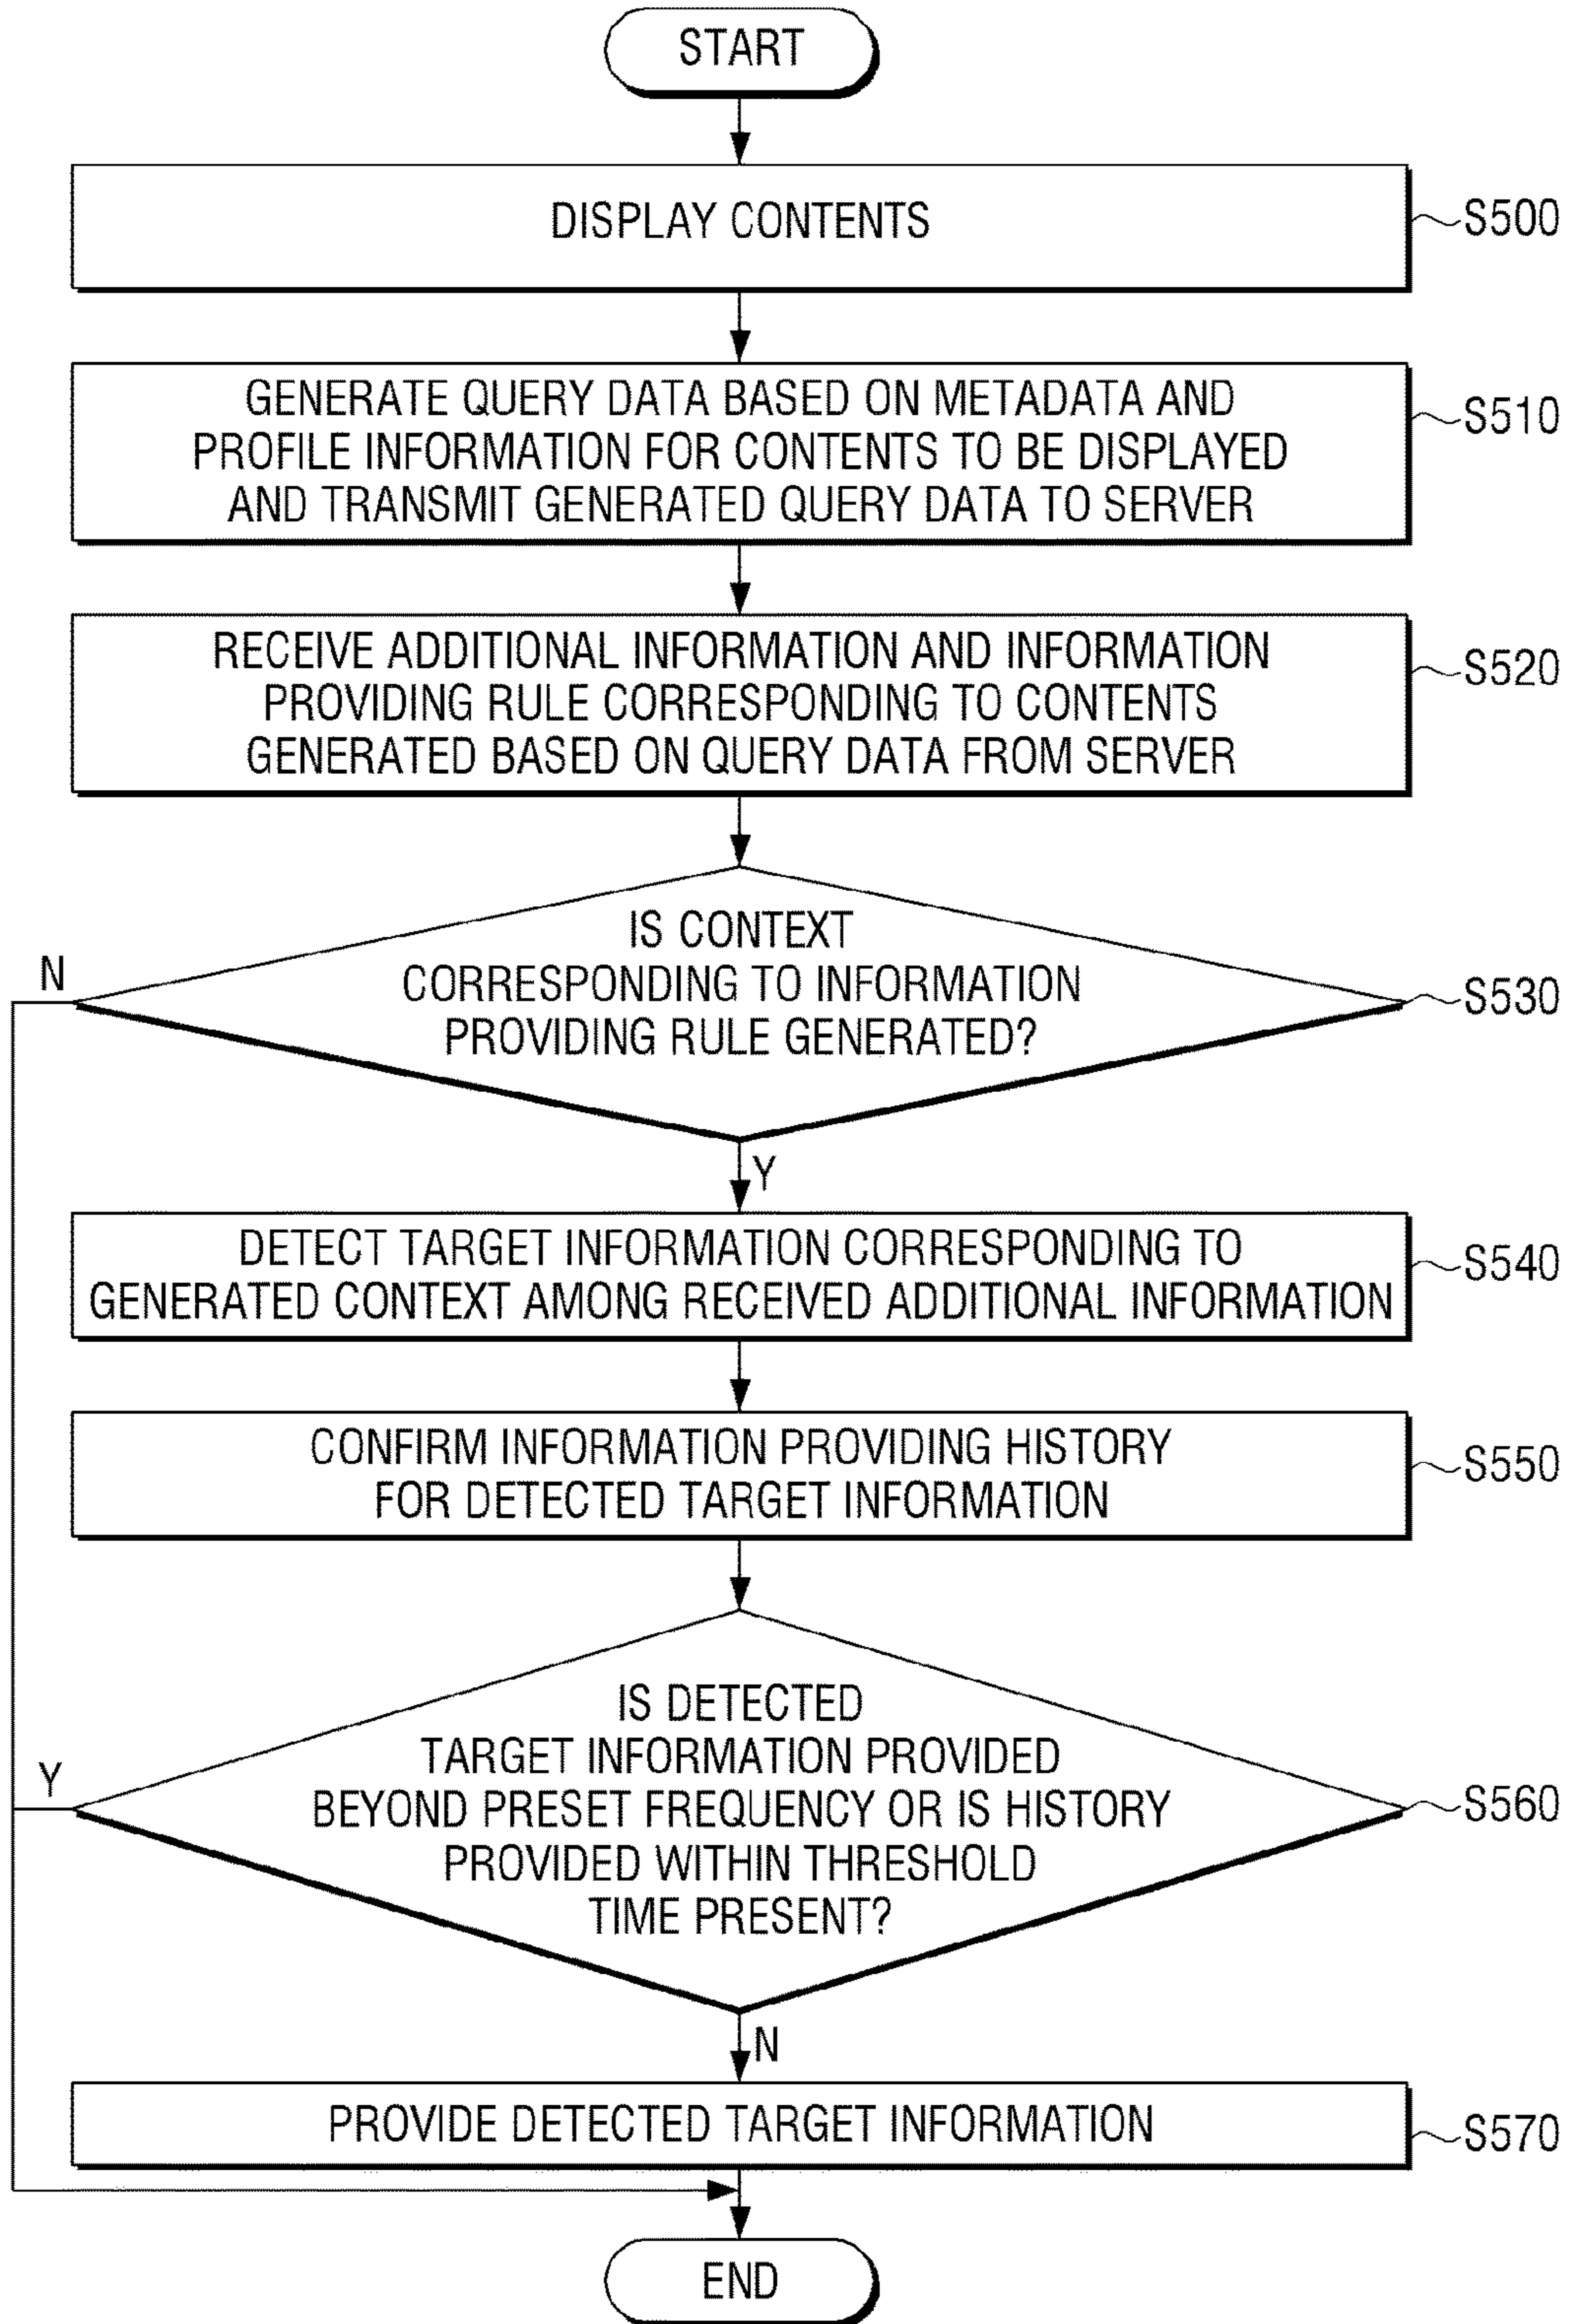 START
DISPLAY CONTENTS
S500
GENERATE QUERY DATA BASED ON METADATA AND
PROFILE INFORMATION FOR CONTENTS TO BE DISPLAYED
AND TRANSMIT GENERATED QUERY DATA TO SERVER
S510
RECEIVE ADDITIONAL INFORMATION AND INFORMATION
PROVIDING RULE CORRESPONDING TO CONTENTS
GENERATED BASED ON QUERY DATA FROM SERVER
S520
IS CONTEXT
CORRESPONDING TO INFORMATION
PROVIDING RULE GENERATED?
S530
N
Y
DETECT TARGET INFORMATION CORRESPONDING TO
GENERATED CONTEXT AMONG RECEIVED ADDITIONAL INFORMATION
S540
CONFIRM INFORMATION PROVIDING HISTORY
FOR DETECTED TARGET INFORMATION
S550
IS DETECTED
TARGET INFORMATION PROVIDED
BEYOND PRESET FREQUENCY OR IS HISTORY
PROVIDED WITHIN THRESHOLD
TIME PRESENT?
S560
Y
N
PROVIDE DETECTED TARGET INFORMATION
S570
END